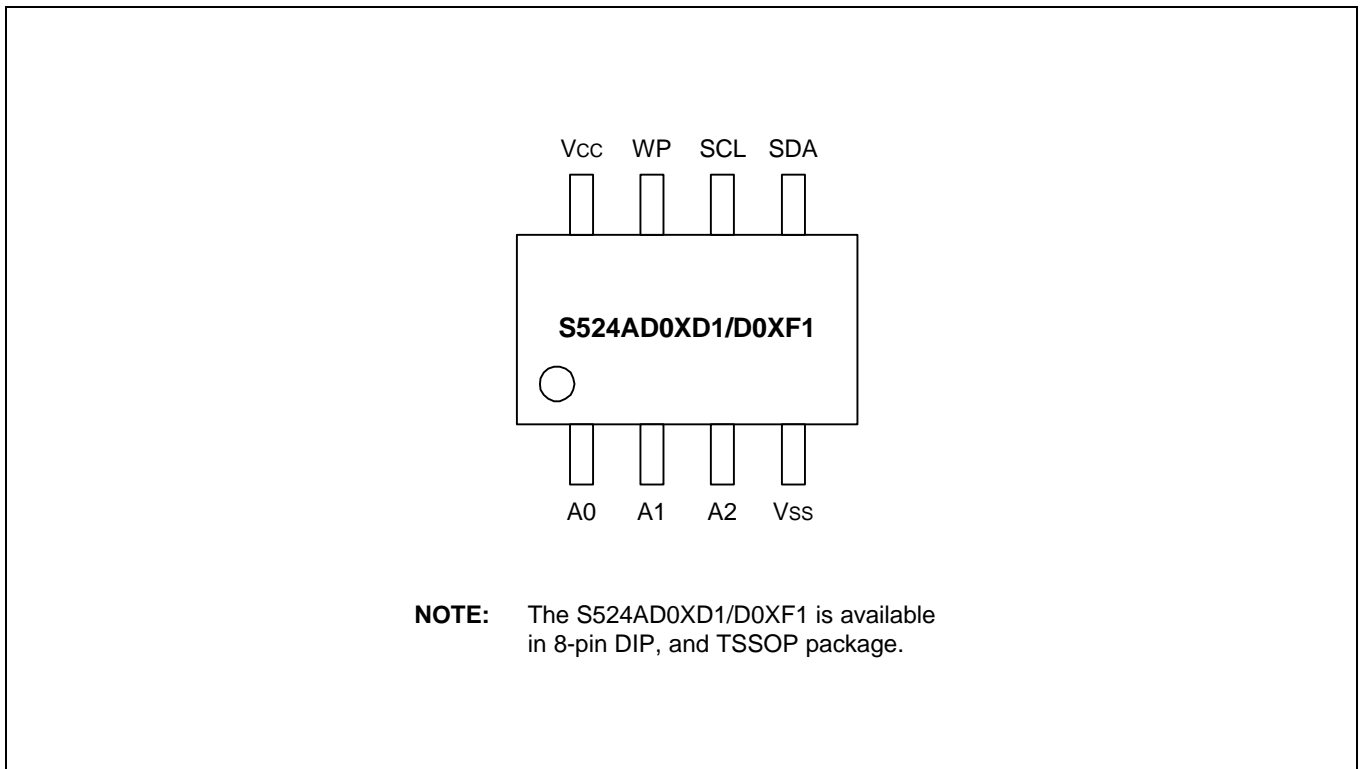 Vcc WP SCL SDA
S524AD0XD1/D0XF1
A0 A1 A2 Vss
NOTE: The S524AD0XD1/D0XF1 is available
in 8-pin DIP, and TSSOP package.